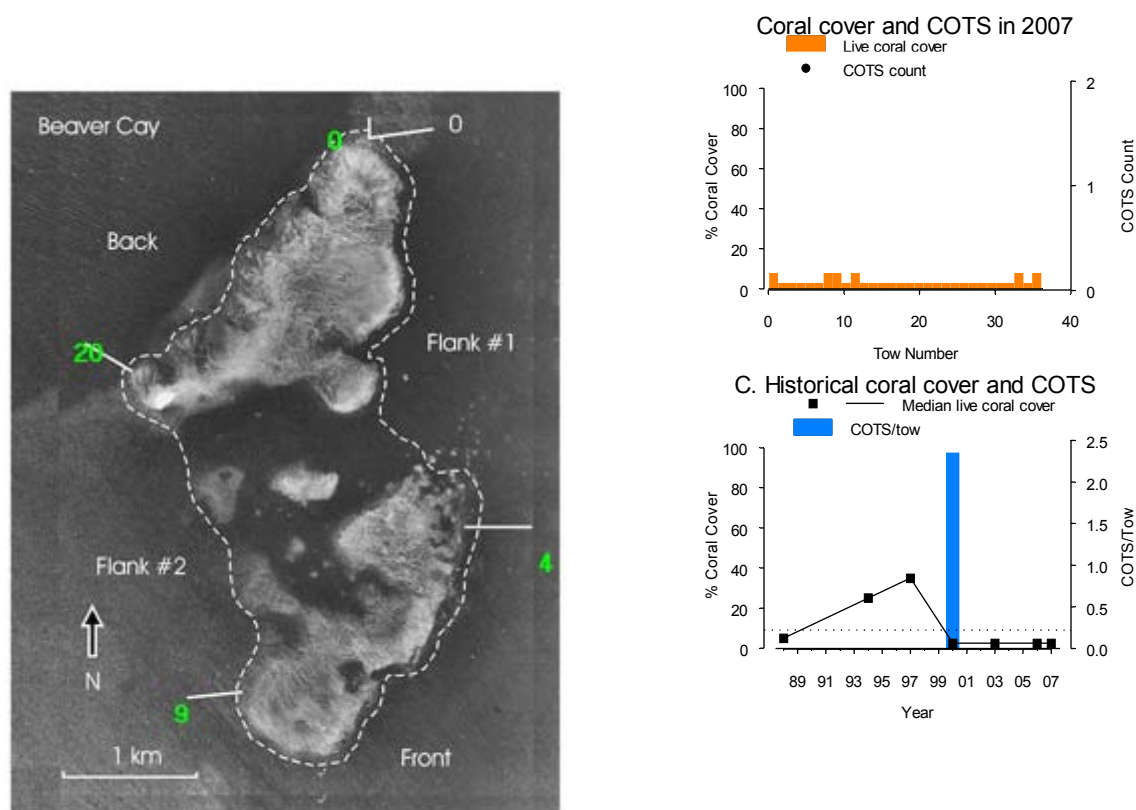 Beaver Cay
0
0
Back
Flank #1
20
4
Flank #2
N
9
1 km
Front
Coral cover and COTS in 2007
Live coral cover
COTS count
100
80
60
40
20
0
% Coral Cover
2
1
0
COTS Count
0 10 20 30 40
Tow Number
C. Historical coral cover and COTS
Median live coral cover
COTS/tow
100
80
60
40
20
0
% Coral Cover
2.5
2.0
1.5
1.0
0.5
0.0
COTS/Tow
89 91 93 95 97 99 01 03 05 07
Year